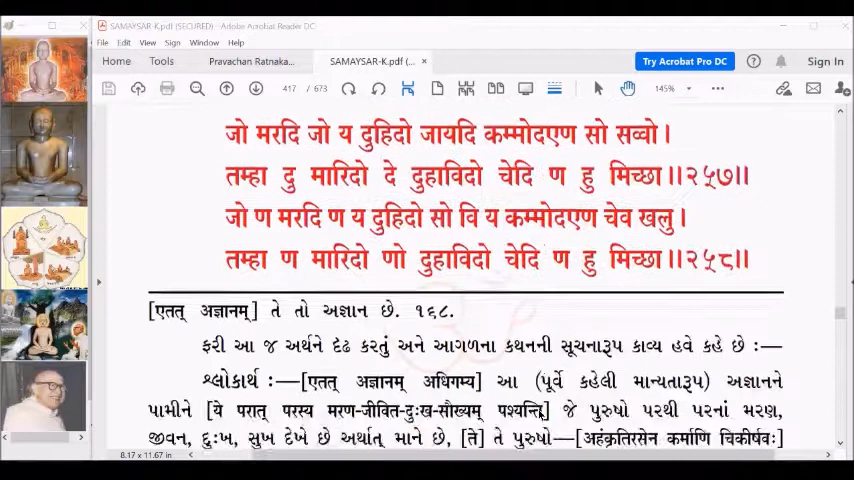 SAMAYSAR-K.pdf (SECURED) - Adobe Acrobat Reader DC
File Edit View Sign Window Help
Home Tools Pravachan Ratnaka... SAMAYSAR-K.pdf (... × Try Acrobat Pro DC Sign In
417 / 673 145%
जो मरदि जो य दुहिदो जायदि कम्मोदएण सो सव्वो।
तम्हा दु मारिदो दे दुहाविदो चेदि ण हु मिच्छा।।२५७।।
जो ण मरदि ण य दुहिदो सो वि य कम्मोदएण चेव खलु।
तम्हा ण मारिदो णो दुहाविदो चेदि ण हु मिच्छा।।२५८।।
[एतत् अज्ञानम्] તે તો અજ્ઞાન છે. ૧૬૮.
ફરી આ જ અર્થને દૃઢ કરતું અને આગળના કથનની સૂચનારૂપ કાવ્ય હવે કહે છે :—
શ્લોકાર્થ :—[एतत् अज्ञानम् अधिगम्य] આ (પૂર્વે કહેલી માન્યતારૂપ) અજ્ઞાનને
પામીને [ये परात् परस्य मरण-जीवित-दुःख-सौख्यम् पश्यन्ति] જે પુરુષો પરથી પરનાં મરણ,
જીવન, દુઃખ, સુખ દેખે છે અર્થાત્ માને છે, [ते] તે પુરુષો—[अहंकृतिरसेन कर्माणि चिकीर्षवः]
8.17 x 11.67 in